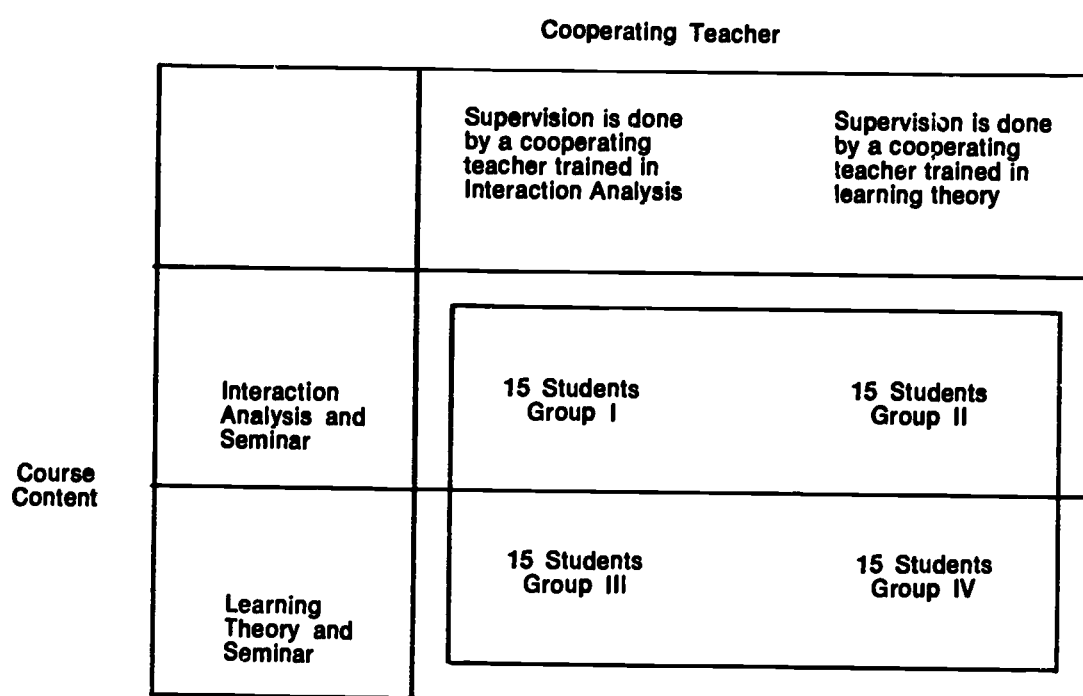 Cooperating Teacher
Supervision is done
by a cooperating
teacher trained in
Interaction Analysis
Supervision is done
by a cooperating
teacher trained in
learning theory
Course
Content
Interaction
Analysis and
Seminar
15 Students
Group I
15 Students
Group II
Learning
Theory and
Seminar
15 Students
Group III
15 Students
Group IV